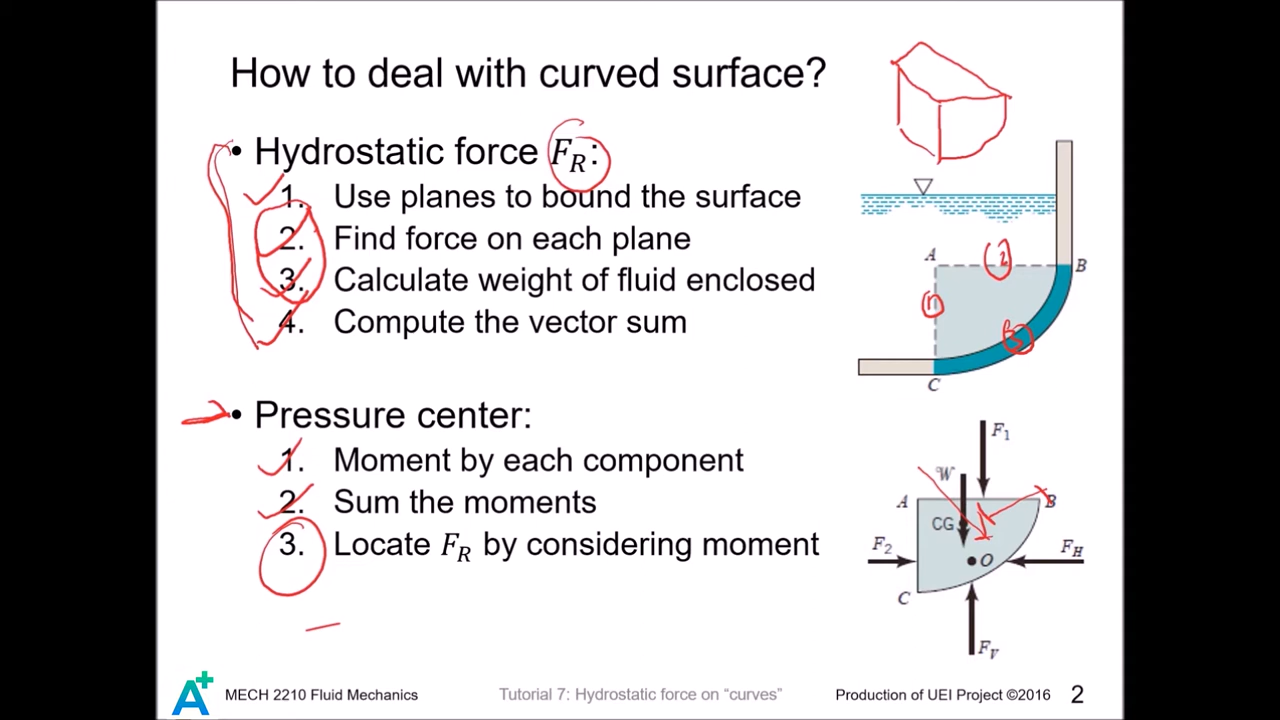 How to deal with curved surface?
• Hydrostatic force F_R:
1. Use planes to bound the surface
2. Find force on each plane
3. Calculate weight of fluid enclosed
4. Compute the vector sum
• Pressure center:
1. Moment by each component
2. Sum the moments
3. Locate F_R by considering moment
A
B
C
1
2
3
F1
W
A
B
CG
F2
O
FH
C
FV
A+
MECH 2210 Fluid Mechanics
Tutorial 7: Hydrostatic force on “curves”
Production of UEI Project ©2016
2